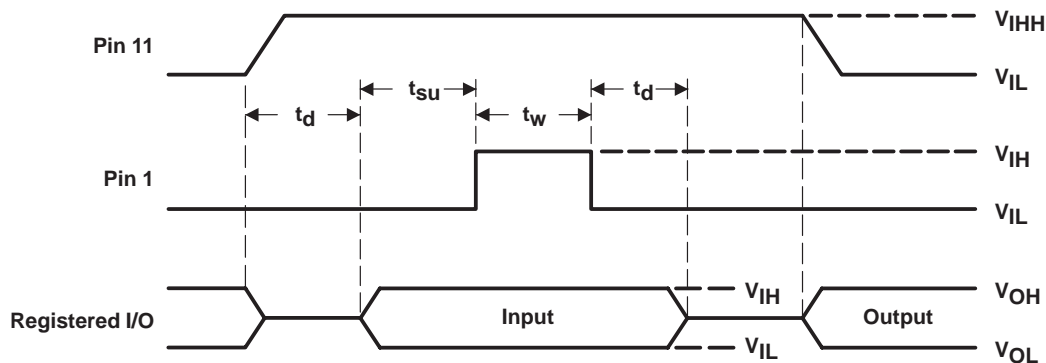 Pin 11
VIHH
VIL
td
tsu
tw
td
Pin 1
VIH
VIL
Registered I/O
Input
VIH
VIL
Output
VOH
VOL